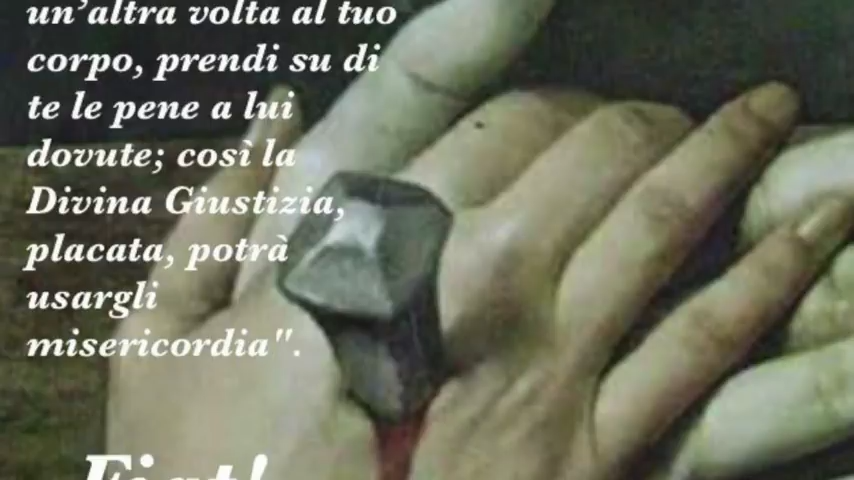 un'altra volta al tuo
corpo, prendi su di
te le pene a lui
dovute; così la
Divina Giustizia,
placata, potrà
usargli
misericordia".
Fiat!